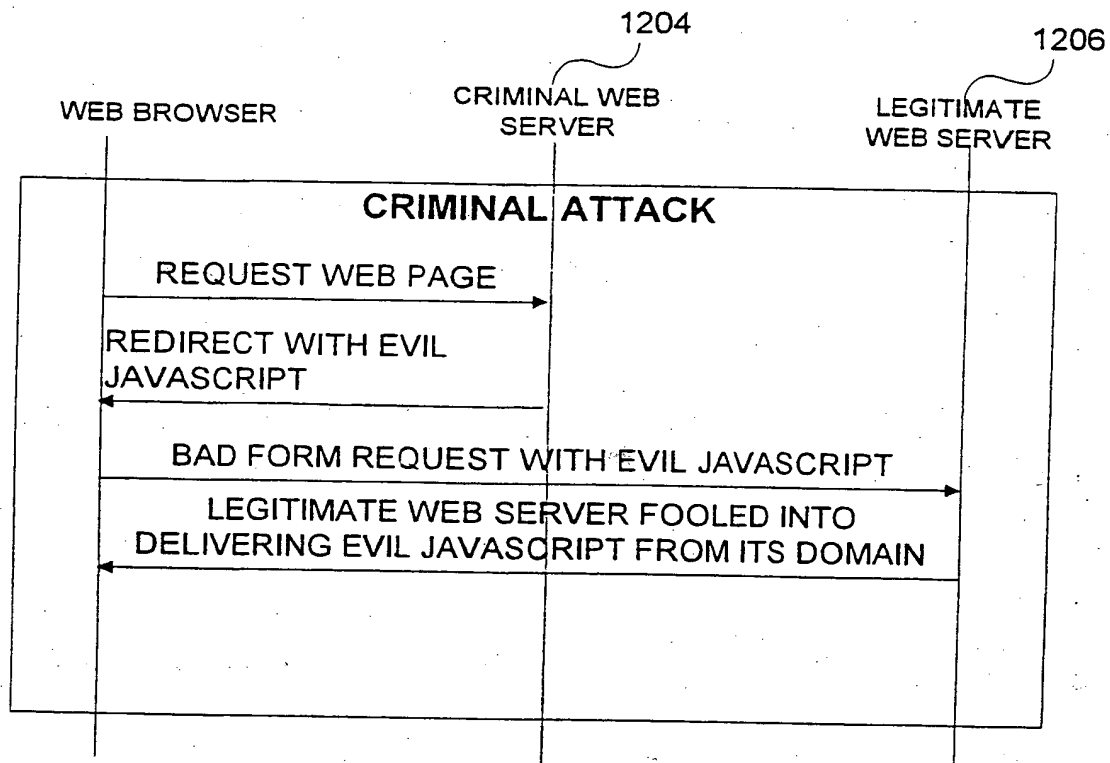 1204
1206
WEB BROWSER
CRIMINAL WEB
SERVER
LEGITIMATE
WEB SERVER
CRIMINAL ATTACK
REQUEST WEB PAGE
REDIRECT WITH EVIL
JAVASCRIPT
BAD FORM REQUEST WITH EVIL JAVASCRIPT
LEGITIMATE WEB SERVER FOOLED INTO
DELIVERING EVIL JAVASCRIPT FROM ITS DOMAIN